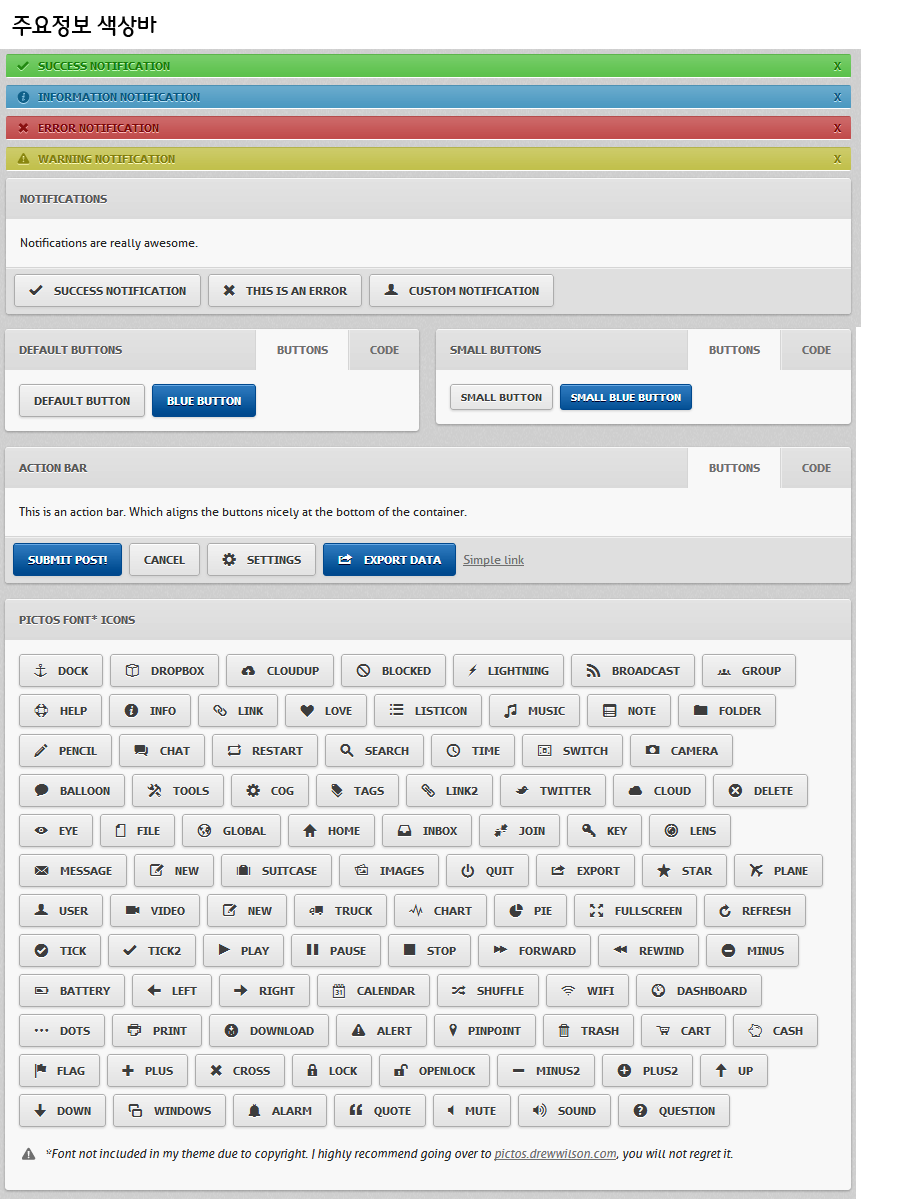 주요정보 색상바
SUCCESS NOTIFICATION X
INFORMATION NOTIFICATION X
ERROR NOTIFICATION X
WARNING NOTIFICATION X
NOTIFICATIONS
Notifications are really awesome.
SUCCESS NOTIFICATION THIS IS AN ERROR CUSTOM NOTIFICATION
DEFAULT BUTTONS BUTTONS CODE
DEFAULT BUTTON BLUE BUTTON
SMALL BUTTONS BUTTONS CODE
SMALL BUTTON SMALL BLUE BUTTON
ACTION BAR BUTTONS CODE
This is an action bar. Which aligns the buttons nicely at the bottom of the container.
SUBMIT POST! CANCEL SETTINGS EXPORT DATA Simple link
PICTOS FONT* ICONS
DOCK DROPBOX CLOUDUP BLOCKED LIGHTNING BROADCAST GROUP
HELP INFO LINK LOVE LISTICON MUSIC NOTE FOLDER
PENCIL CHAT RESTART SEARCH TIME SWITCH CAMERA
BALLOON TOOLS COG TAGS LINK2 TWITTER CLOUD DELETE
EYE FILE GLOBAL HOME INBOX JOIN KEY LENS
MESSAGE NEW SUITCASE IMAGES QUIT EXPORT STAR PLANE
USER VIDEO NEW TRUCK CHART PIE FULLSCREEN REFRESH
TICK TICK2 PLAY PAUSE STOP FORWARD REWIND MINUS
BATTERY LEFT RIGHT 31 CALENDAR SHUFFLE WIFI DASHBOARD
DOTS PRINT DOWNLOAD ALERT PINPOINT TRASH CART CASH
FLAG PLUS CROSS LOCK OPENLOCK MINUS2 PLUS2 UP
DOWN WINDOWS ALARM QUOTE MUTE SOUND QUESTION
*Font not included in my theme due to copyright. I highly recommend going over to pictos.drewwilson.com, you will not regret it.